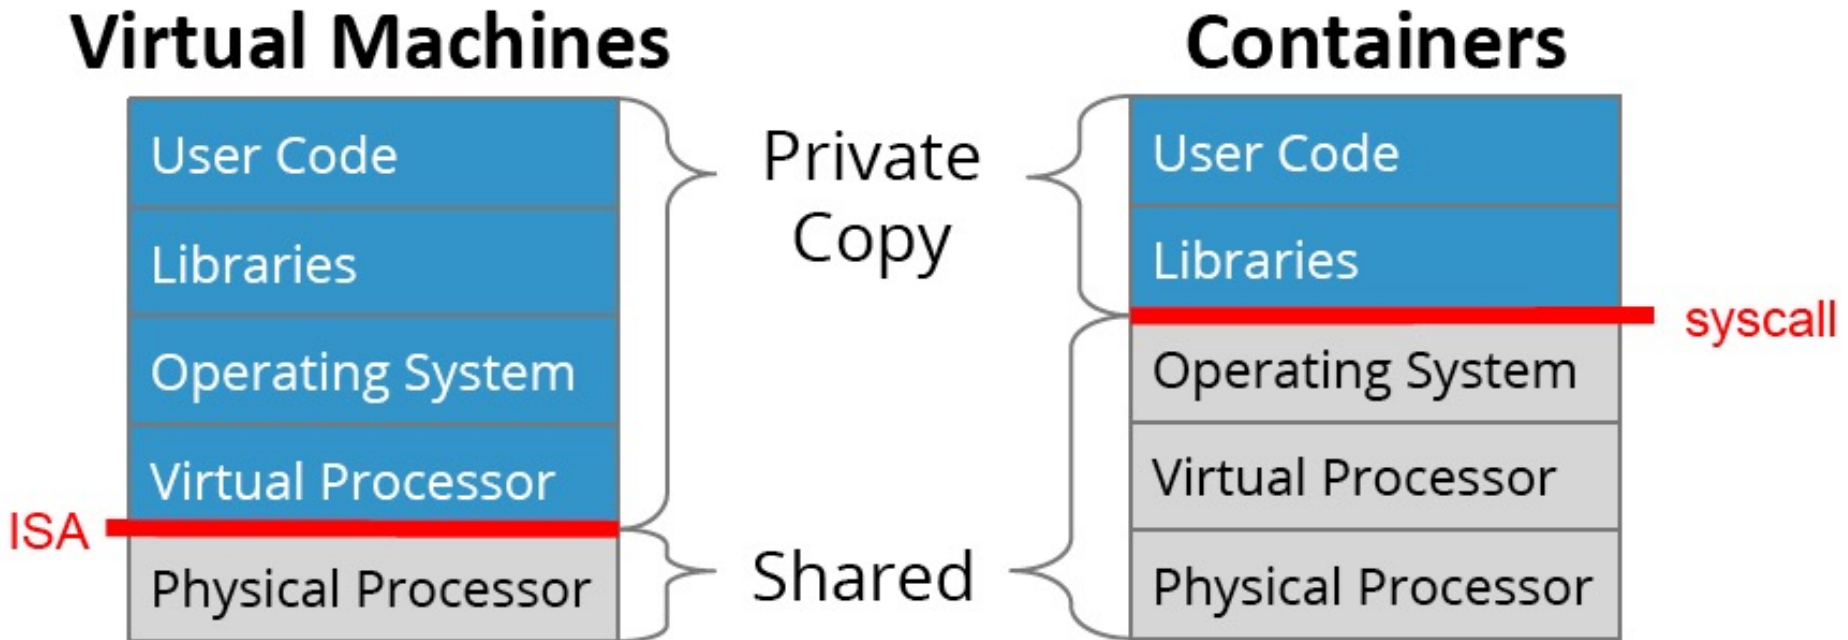 Virtual Machines
User Code
Libraries
Operating System
Virtual Processor
ISA
Physical Processor
Private
Copy
Shared
Containers
User Code
Libraries
syscall
Operating System
Virtual Processor
Physical Processor